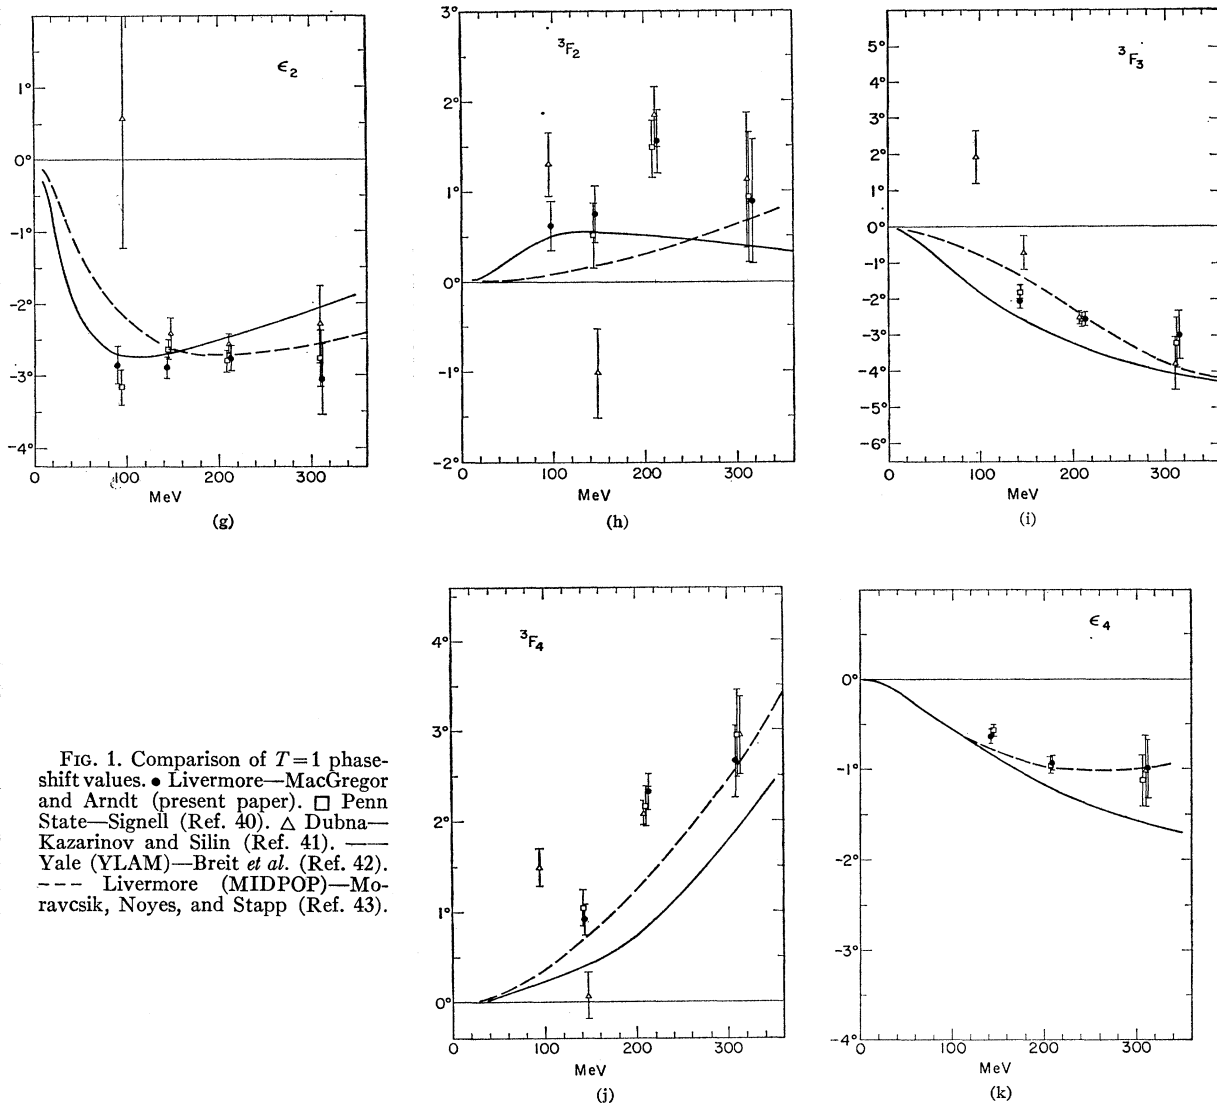 ϵ2
1°
0°
-1°
-2°
-3°
-4°
0
100
200
300
MeV
(g)
3°
2°
1°
0°
-1°
-2°
3F2
0
100
200
300
MeV
(h)
5°
4°
3°
2°
1°
0°
-1°
-2°
-3°
-4°
-5°
-6°
3F3
0
100
200
300
MeV
(i)
FIG. 1. Comparison of T=1 phase-
shift values. ● Livermore—MacGregor
and Arndt (present paper). □ Penn
State—Signell (Ref. 40). △ Dubna—
Kazarinov and Silin (Ref. 41). ——
Yale (YLAM)—Breit et al. (Ref. 42).
--- Livermore (MIDPOP)—Mo-
ravcsik, Noyes, and Stapp (Ref. 43).
4°
3°
2°
1°
0°
3F4
0
100
200
300
MeV
(j)
ϵ4
0°
-1°
-2°
-3°
-4°
0
100
200
300
MeV
(k)